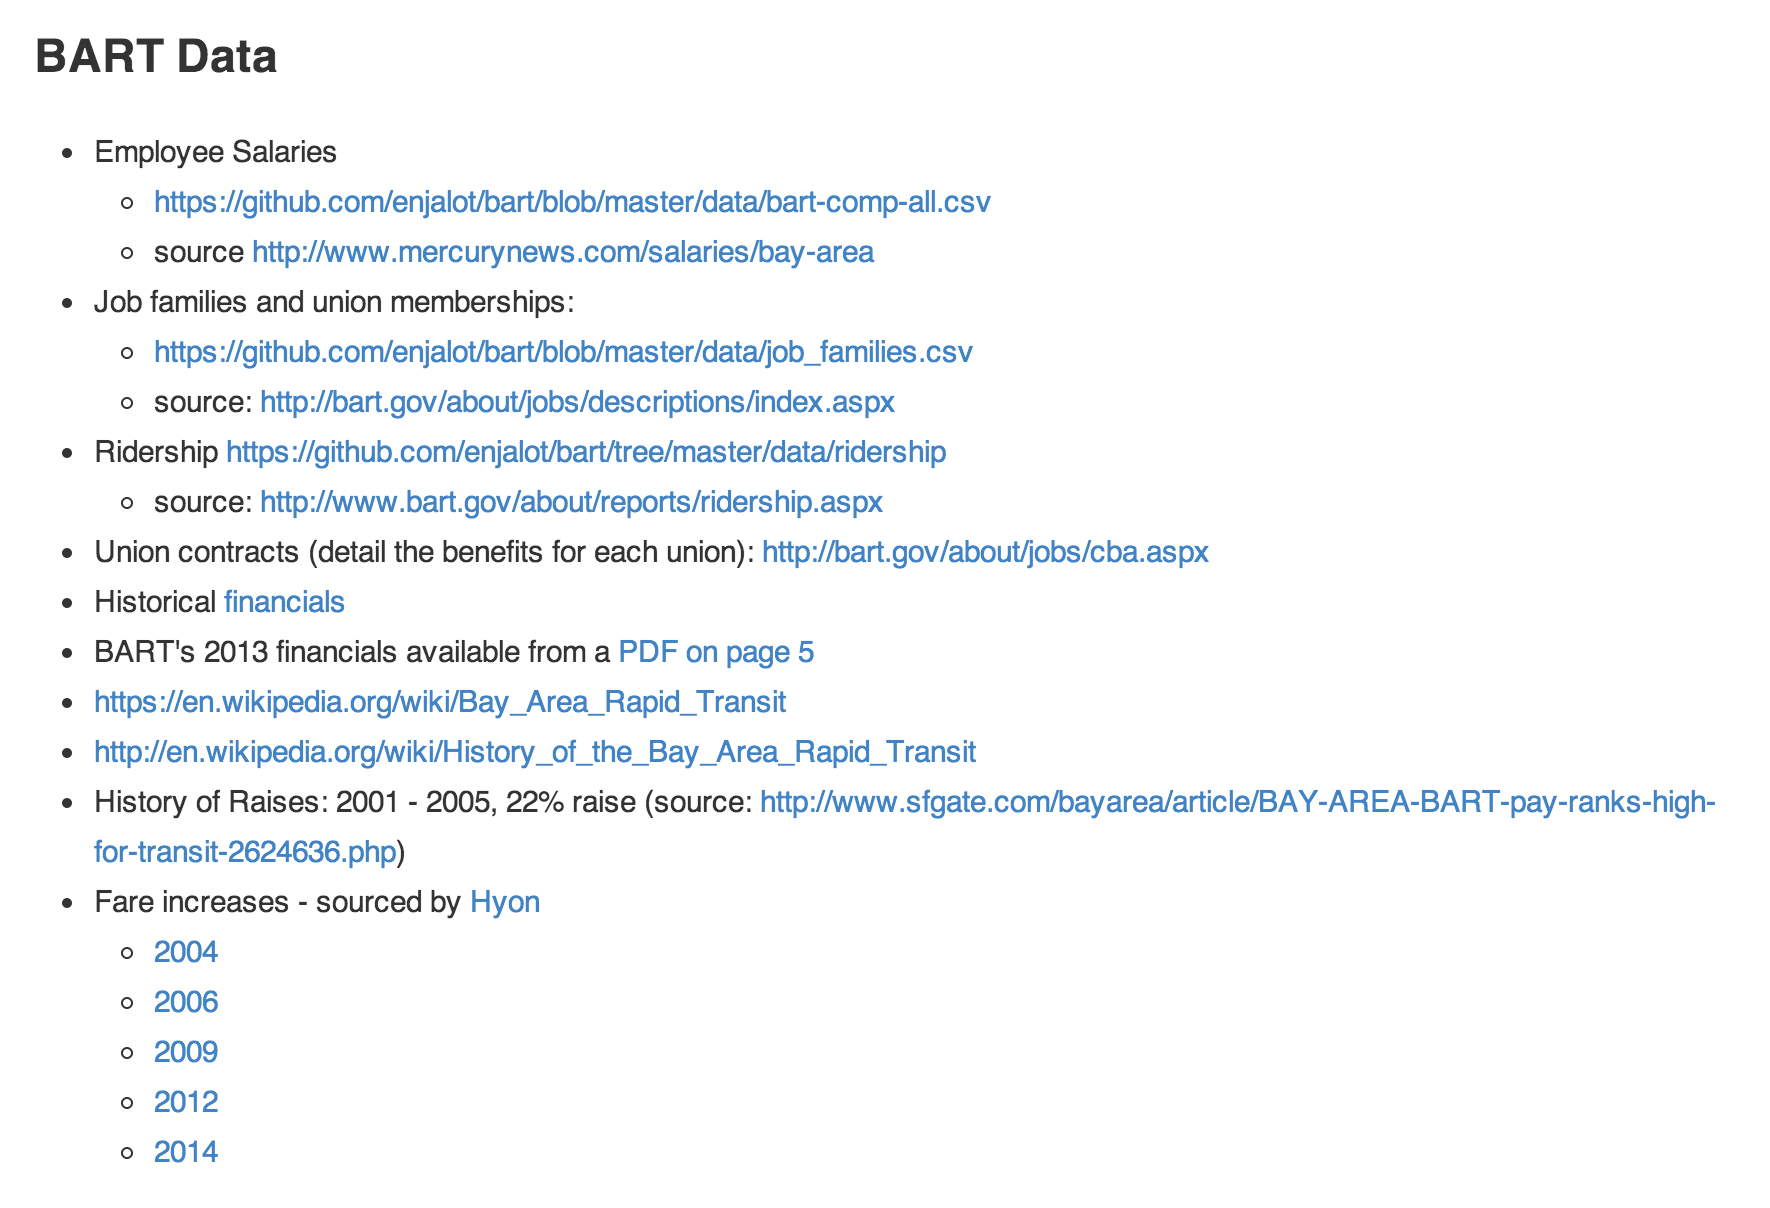 BART Data
Employee Salaries
https://github.com/enjalot/bart/blob/master/data/bart-comp-all.csv
source http://www.mercurynews.com/salaries/bay-area
Job families and union memberships:
https://github.com/enjalot/bart/blob/master/data/job_families.csv
source: http://bart.gov/about/jobs/descriptions/index.aspx
Ridership https://github.com/enjalot/bart/tree/master/data/ridership
source: http://www.bart.gov/about/reports/ridership.aspx
Union contracts (detail the benefits for each union): http://bart.gov/about/jobs/cba.aspx
Historical financials
BART's 2013 financials available from a PDF on page 5
https://en.wikipedia.org/wiki/Bay_Area_Rapid_Transit
http://en.wikipedia.org/wiki/History_of_the_Bay_Area_Rapid_Transit
History of Raises: 2001 - 2005, 22% raise (source: http://www.sfgate.com/bayarea/article/BAY-AREA-BART-pay-ranks-high-
for-transit-2624636.php)
Fare increases - sourced by Hyon
2004
2006
2009
2012
2014